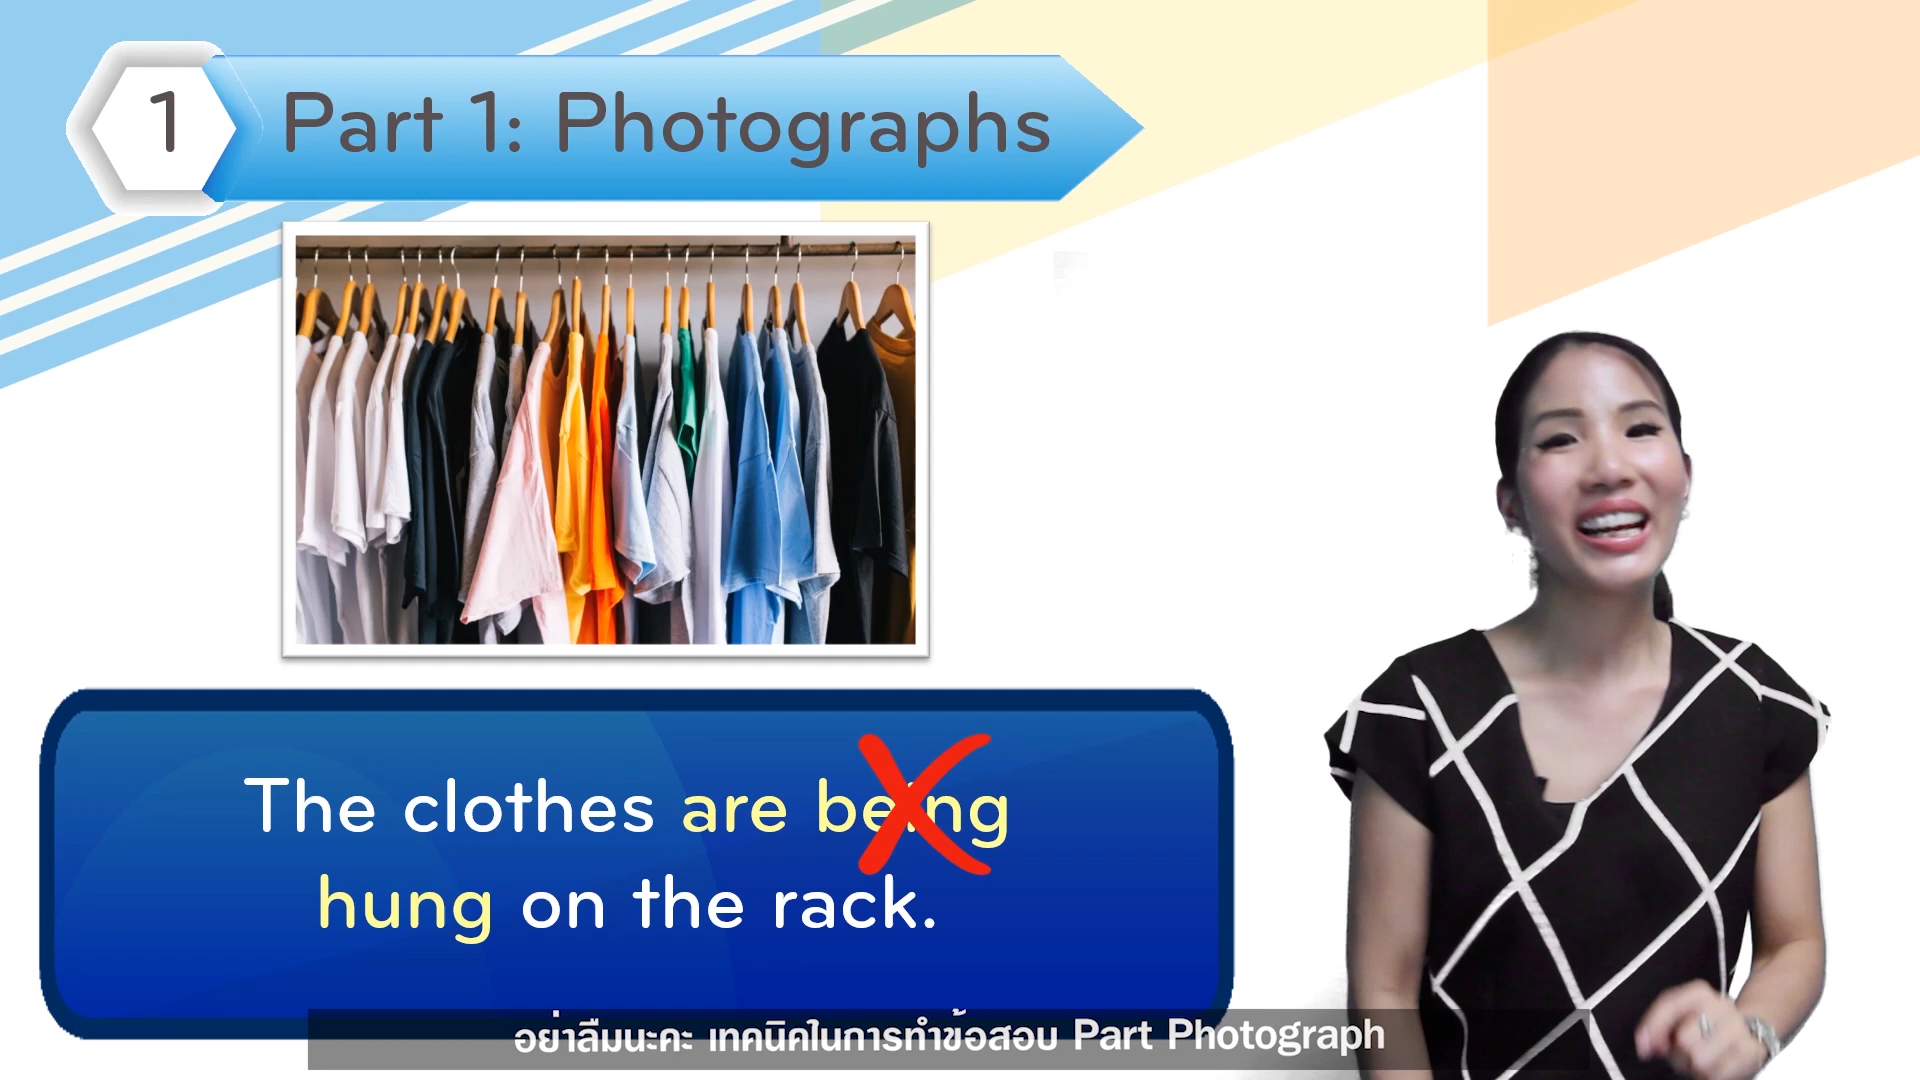 1
Part 1: Photographs
The clothes are being
hung on the rack.
อย่าลืมนะคะ เทคนิคในการทำข้อสอบ Part Photograph